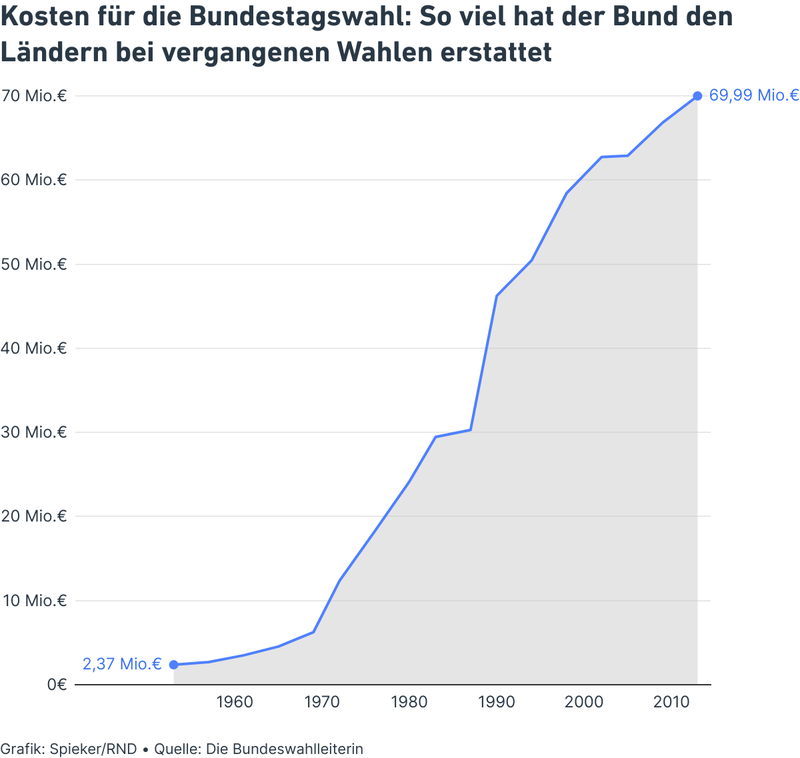 Kosten für die Bundestagswahl: So viel hat der Bund den
Ländern bei vergangenen Wahlen erstattet
70 Mio.€
69,99 Mio.€
60 Mio.€
50 Mio.€
40 Mio.€
30 Mio.€
20 Mio.€
10 Mio.€
2,37 Mio.€
0€
1960 1970 1980 1990 2000 2010
Grafik: Spieker/RND • Quelle: Die Bundeswahlleiterin